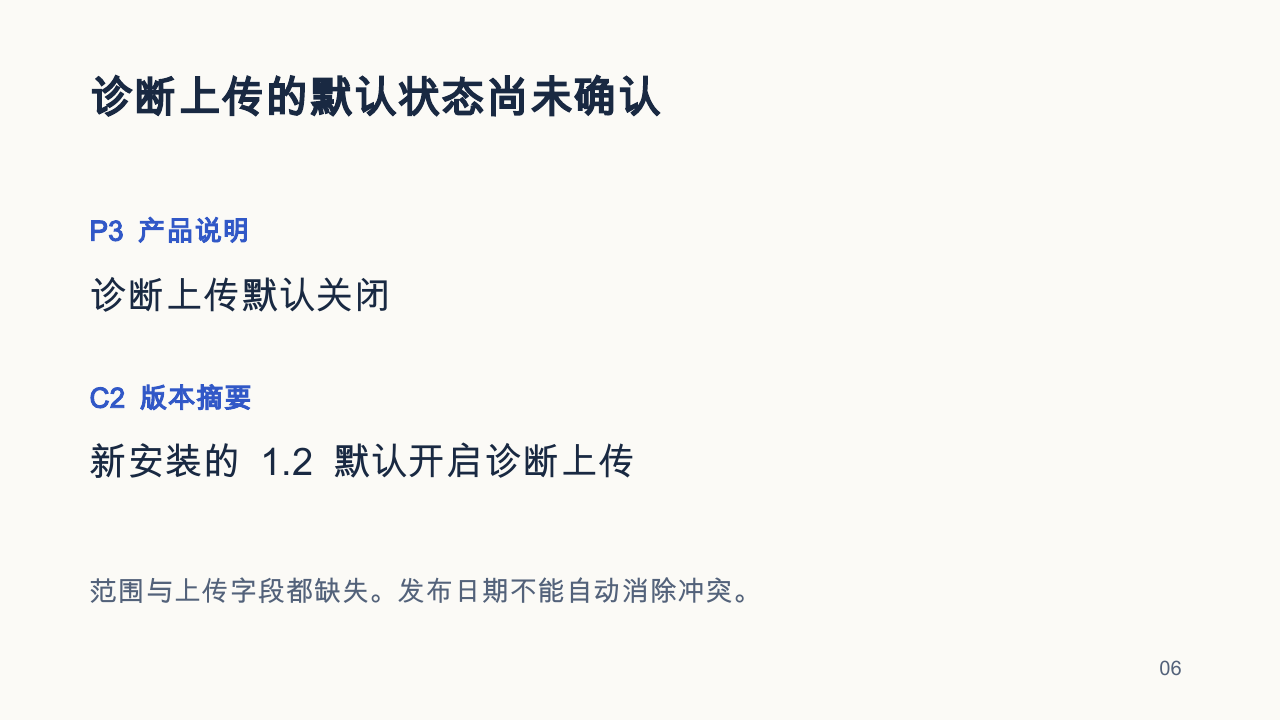 诊断上传的默认状态尚未确认
P3 产品说明
诊断上传默认关闭
C2 版本摘要
新安装的 1.2 默认开启诊断上传
范围与上传字段都缺失。发布日期不能自动消除冲突。
06